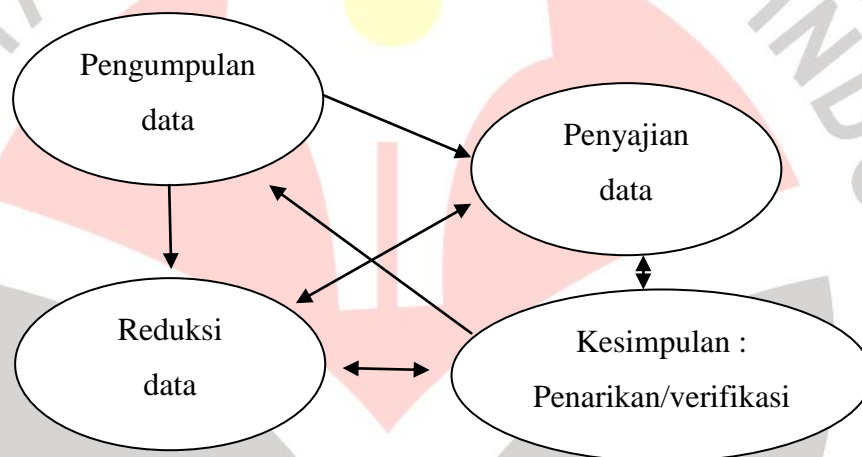 Pengumpulan
data
Penyajian
data
Reduksi
data
Kesimpulan :
Penarikan/verifikasi